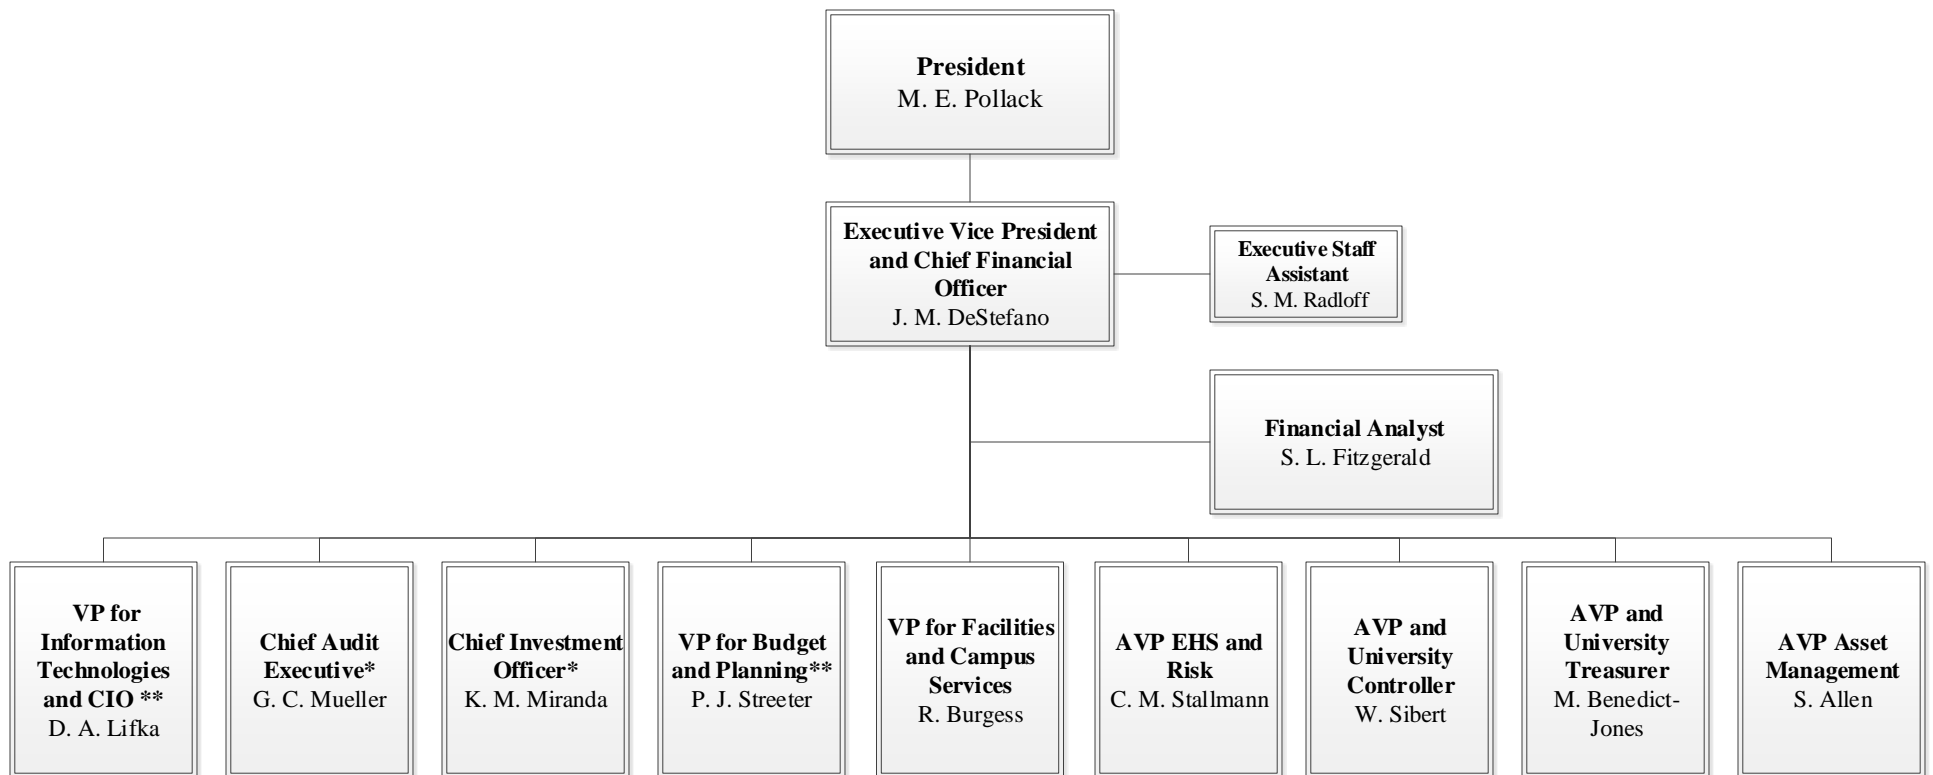 President
M. E. Pollack
Executive Vice President
and Chief Financial
Officer
J. M. DeStefano
Executive Staff
Assistant
S. M. Radloff
Financial Analyst
S. L. Fitzgerald
VP for
Information
Technologies
and CIO **
D. A. Lifka
Chief Audit
Executive*
G. C. Mueller
Chief Investment
Officer*
K. M. Miranda
VP for Budget
and Planning**
P. J. Streeter
VP for Facilities
and Campus
Services
R. Burgess
AVP EHS and
Risk
C. M. Stallmann
AVP and
University
Controller
W. Sibert
AVP and
University
Treasurer
M. Benedict-
Jones
AVP Asset
Management
S. Allen